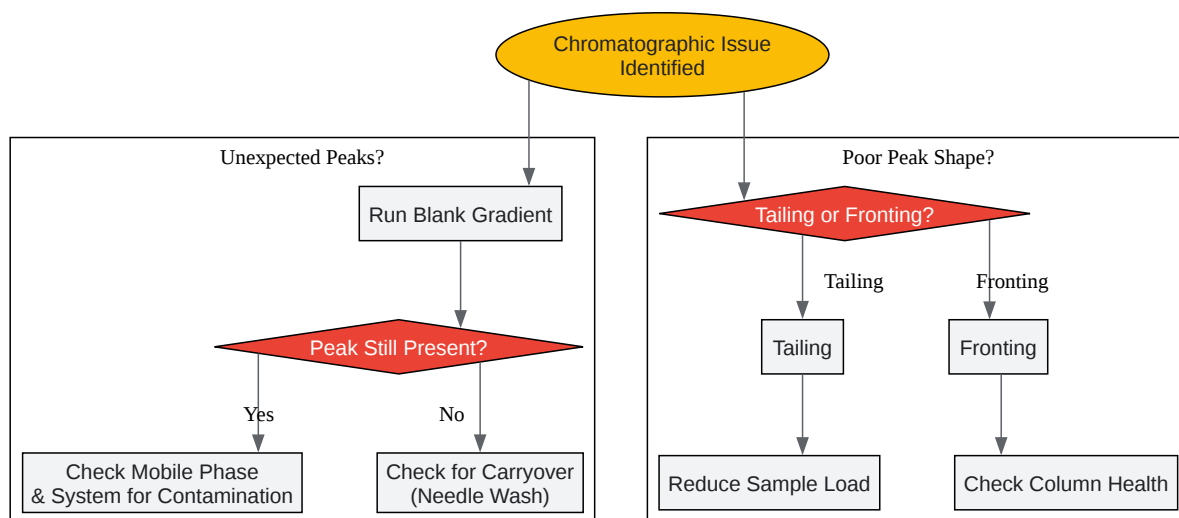 Chromatographic Issue
Identified
Unexpected Peaks?
Run Blank Gradient
Peak Still Present?
Yes
No
Check Mobile Phase
& System for Contamination
Check for Carryover
(Needle Wash)
Poor Peak Shape?
Tailing or Fronting?
Tailing
Fronting
Tailing
Fronting
Reduce Sample Load
Check Column Health